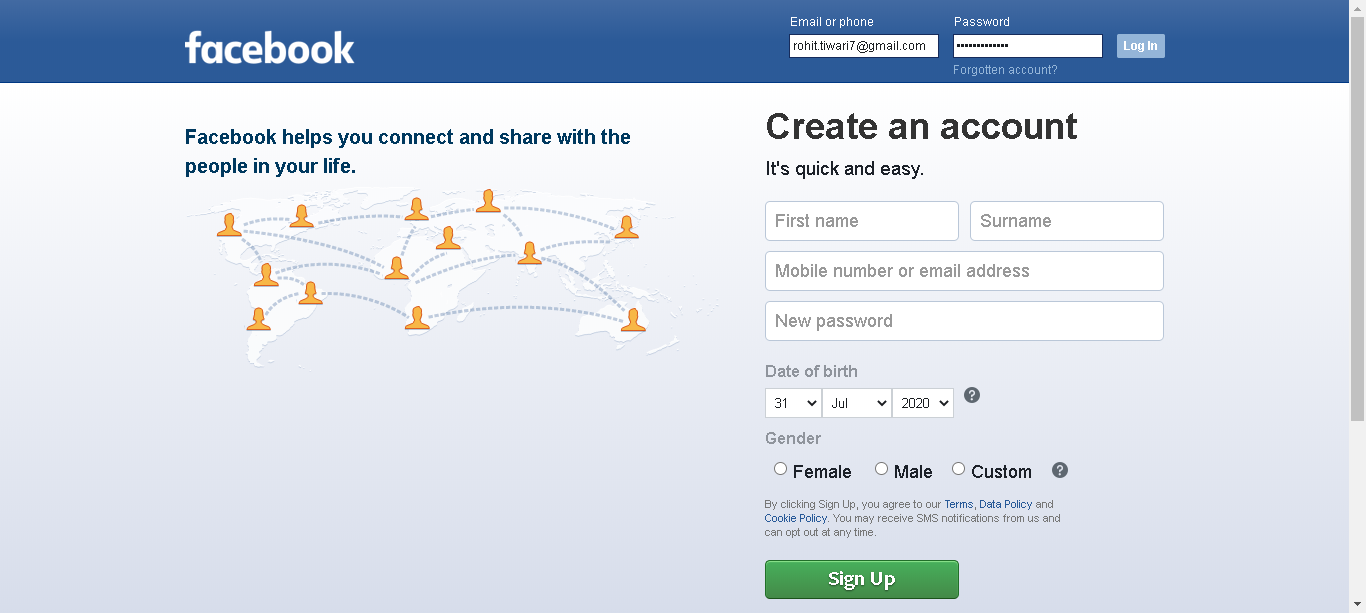 facebook
Email or phone
Password
rohit.tiwari7@gmail.com
•••••••••••••
Log In
Forgotten account?
Facebook helps you connect and share with the
people in your life.
Create an account
It's quick and easy.
First name
Surname
Mobile number or email address
New password
Date of birth
31 Jul 2020 ?
Gender
Female Male Custom ?
By clicking Sign Up, you agree to our Terms, Data Policy and
Cookie Policy. You may receive SMS notifications from us and
can opt out at any time.
Sign Up